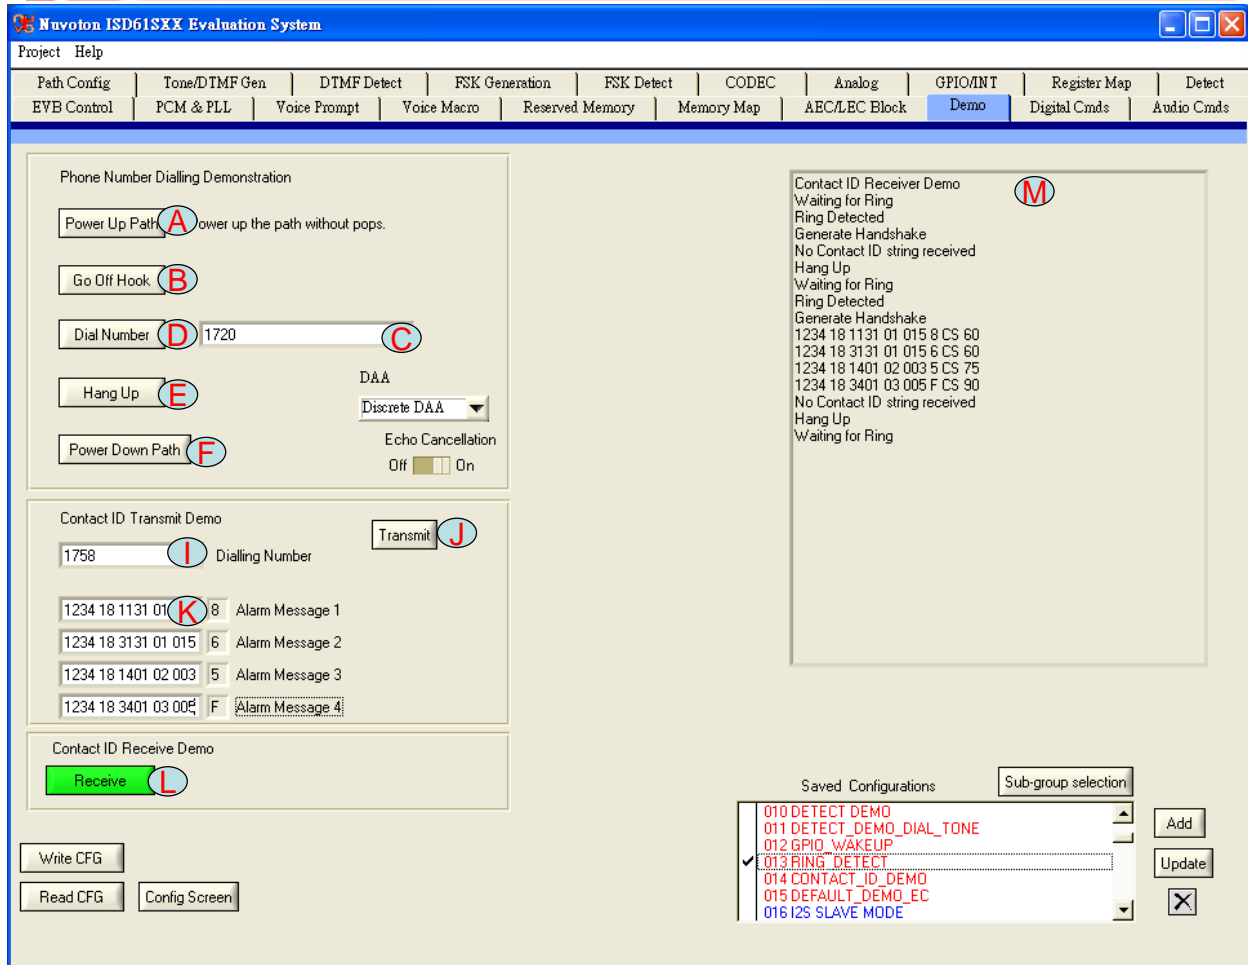 Nuvoton ISD61SXX Evaluation System
Project Help
Path Config Tone/DTMF Gen DTMF Detect FSK Generation FSK Detect CODEC Analog GPIO/INT Register Map Detect
EVB Control PCM & PLL Voice Prompt Voice Macro Reserved Memory Memory Map AEC/LEC Block Demo Digital Cmds Audio Cmds
Phone Number Dialling Demonstration
Power Up Path A ower up the path without pops.
Go Off Hook B
Dial Number D 1720 C
Hang Up E
DAA
Discrete DAA
Power Down Path F
Echo Cancellation
Off On
Contact ID Transmit Demo
Transmit J
1758 I Dialling Number
1234 18 1131 01 K 8 Alarm Message 1
1234 18 3131 01 015 6 Alarm Message 2
1234 18 1401 02 003 5 Alarm Message 3
1234 18 3401 03 005 F Alarm Message 4
Contact ID Receive Demo
Receive L
Write CFG
Read CFG Config Screen
M
Contact ID Receiver Demo
Waiting for Ring
Ring Detected
Generate Handshake
No Contact ID string received
Hang Up
Waiting for Ring
Ring Detected
Generate Handshake
1234 18 1131 01 015 8 CS 60
1234 18 3131 01 015 6 CS 60
1234 18 1401 02 003 5 CS 75
1234 18 3401 03 005 F CS 90
No Contact ID string received
Hang Up
Waiting for Ring
Saved Configurations Sub-group selection
010 DETECT DEMO
011 DETECT_DEMO_DIAL_TONE
012 GPIO_WAKEUP
013 RING_DETECT
014 CONTACT_ID_DEMO
015 DEFAULT_DEMO_EC
016 I2S SLAVE MODE
Add
Update